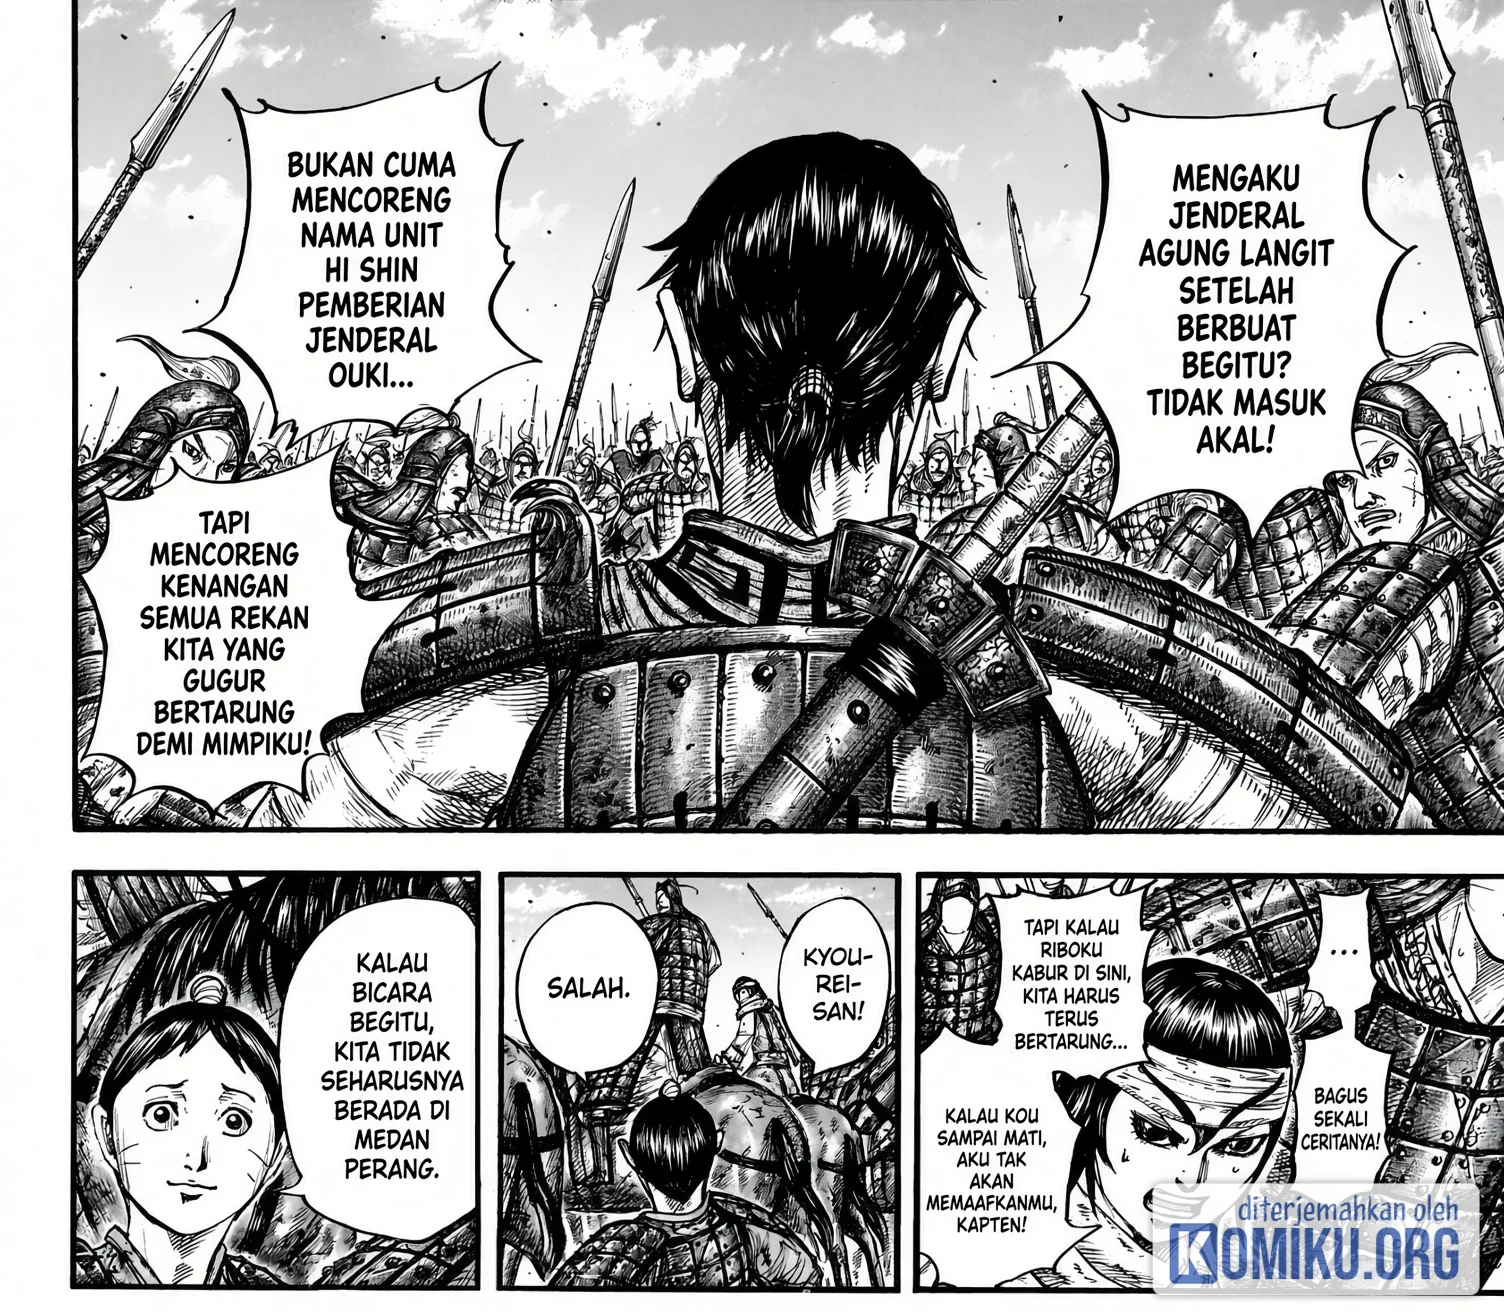 MENGAKU
JENDERAL
AGUNG LANGIT
SETELAH
BERBUAT
BEGITU?
TIDAK MASUK
AKAL!
BUKAN CUMA
MENCORENG
NAMA UNIT
HI SHIN
PEMBERIAN
JENDERAL
OUKI...
TAPI
MENCORENG
KENANGAN
SEMUA REKAN
KITA YANG
GUGUR
BERTARUNG
DEMI MIMPIKU!
...
BAGUS
SEKALI
CERITANYA!
TAPI KALAU
RIBOKU
KABUR DI SINI,
KITA HARUS
TERUS
BERTARUNG...
KALAU KOU
SAMPAI MATI,
AKU TAK
AKAN
MEMAAFKANMU,
KAPTEN!
KYOU-
REI-
SAN!
SALAH.
KALAU
BICARA
BEGITU,
KITA TIDAK
SEHARUSNYA
BERADA DI
MEDAN
PERANG.
diterjemahkan oleh
KOMIKU.ORG